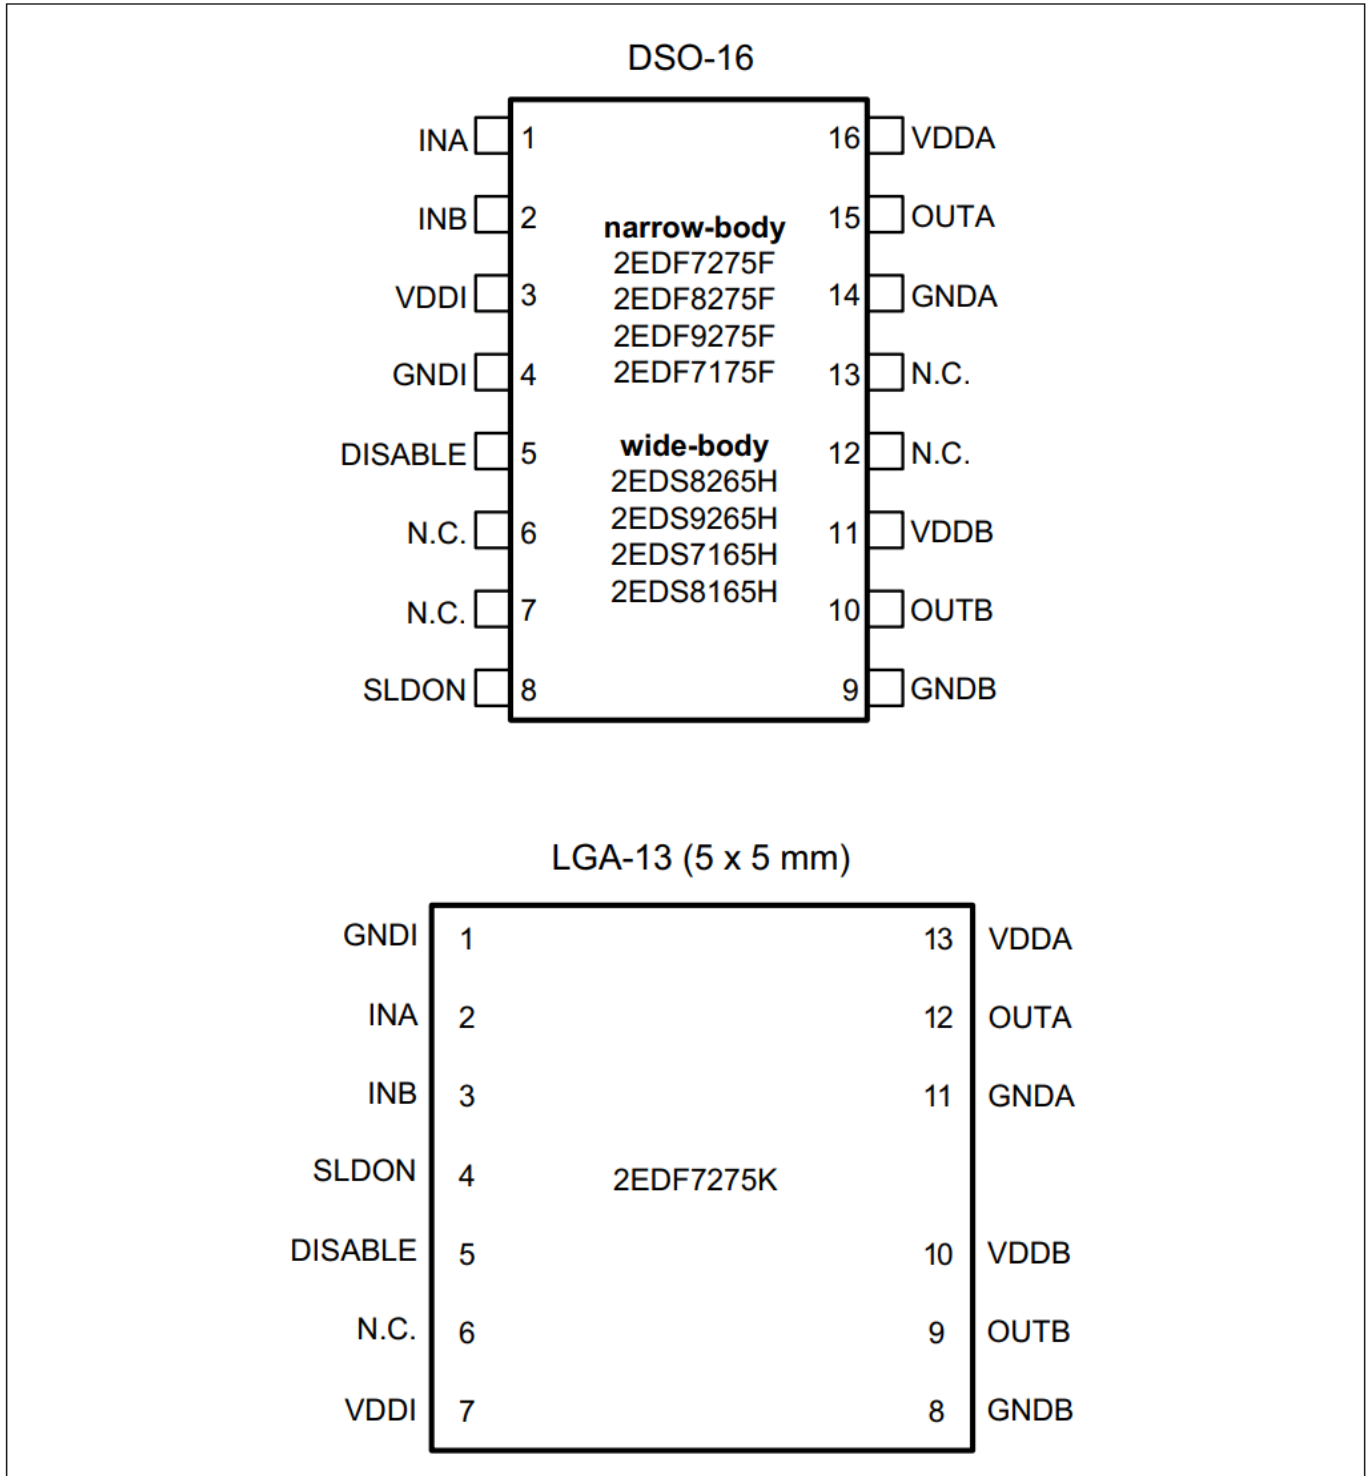 DSO-16
INA 1 16 VDDA
INB 2 15 OUTA
narrow-body
2EDF7275F
VDDI 3 14 GNDA
2EDF8275F
2EDF9275F
GNDI 4 2EDF7175F 13 N.C.
DISABLE 5 wide-body 12 N.C.
2EDS8265H
2EDS9265H
N.C. 6 11 VDDB
2EDS7165H
2EDS8165H
N.C. 7 10 OUTB
SLDON 8 9 GNDB
LGA-13 (5 x 5 mm)
GNDI 1 13 VDDA
INA 2 12 OUTA
INB 3 11 GNDA
SLDON 4 2EDF7275K
DISABLE 5 10 VDDB
N.C. 6 9 OUTB
VDDI 7 8 GNDB